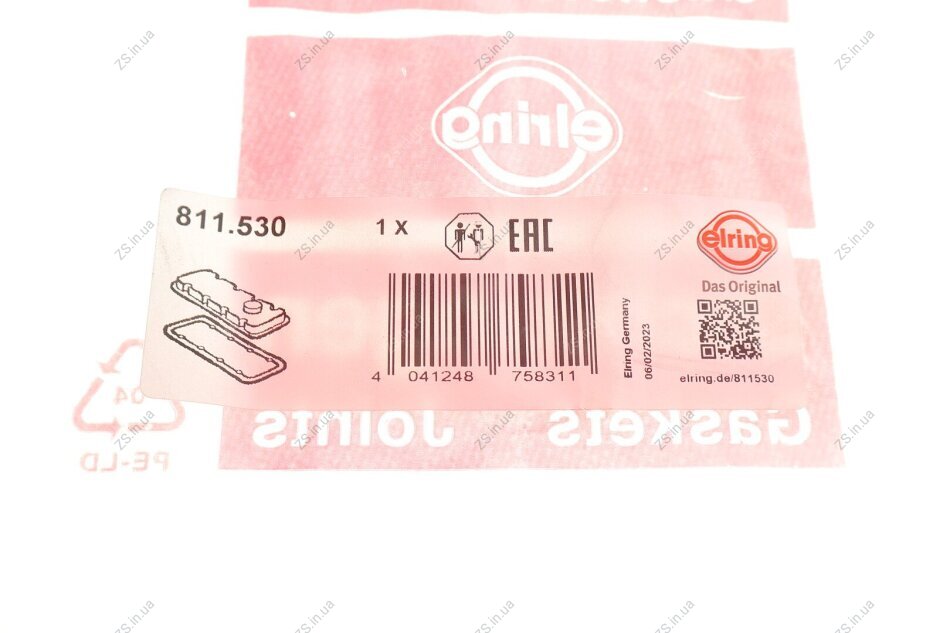 elring
811.530
1 X
EAC
elring
Das Original
4 041248 758311
Elring Germany
06/02/2023
elring.de/811530
04
PE-LD
Gaskets Joints
ZS.in.ua